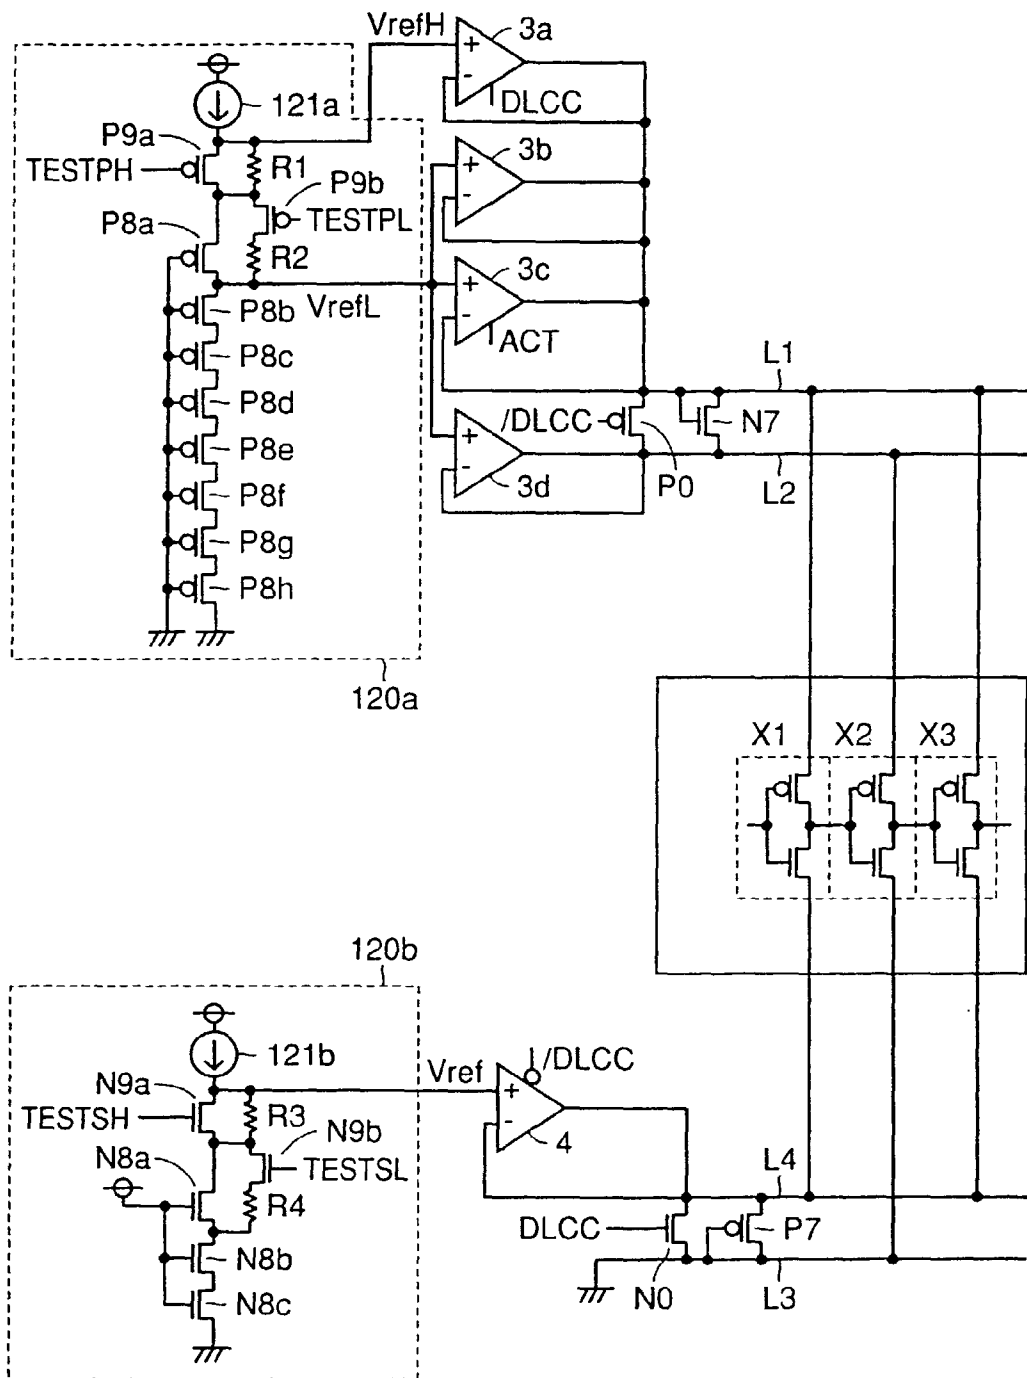 VrefH
3a
121a
DLCC
P9a
TESTPH
R1
P9b
3b
TESTPL
P8a
R2
3c
VrefL
P8b
ACT
P8c
L1
P8d
/DLCC
N7
P8e
3d
P0
L2
P8f
P8g
P8h
120a
X1 X2 X3
120b
121b
Vref
/DLCC
N9a
TESTSH
R3
N9b
4
N8a
TESTSL
L4
R4
DLCC
P7
N8b
N8c
N0
L3